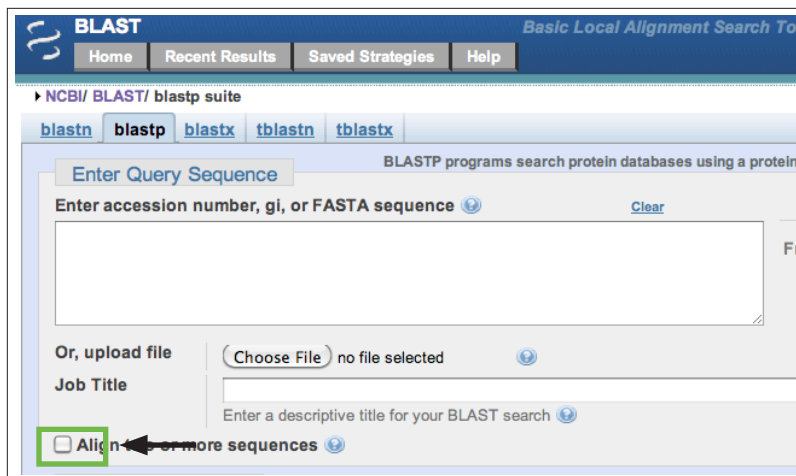 BLAST
Basic Local Alignment Search
Home Recent Results Saved Strategies Help
NCBI/ BLAST/ blastp suite
blastn blastp blastx tblastn tblastx
BLASTP programs search protein databases using a protein
Enter Query Sequence
Enter accession number, gi, or FASTA sequence Clear
Or, upload file Choose File no file selected
Job Title
Enter a descriptive title for your BLAST search
Align or more sequences